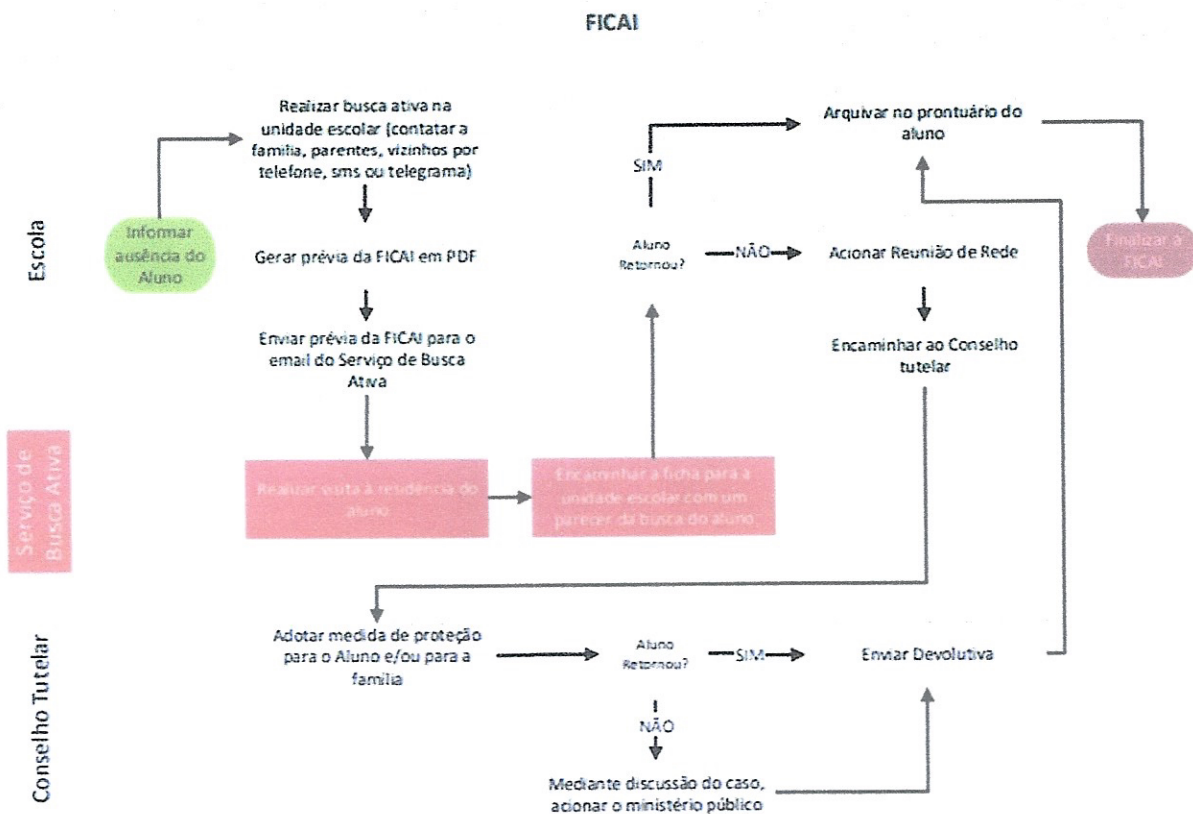 FICAI
Escola
Informar
ausência do
Aluno
Realizar busca ativa na
unidade escolar (contatar a
família, parentes, vizinhos por
telefone, sms ou telegrama)
Gerar prévia da FICAI em PDF
Enviar prévia da FICAI para o
email do Serviço de Busca
Ativa
SIM
Aluno
Retornou?
NÃO
Arquivar no prontuário do
aluno
Acionar Reunião de Rede
Encaminhar ao Conselho
tutelar
Finalizar a
FICAI
Serviço de
Busca Ativa
Realizar visita à residência do
aluno
Encaminhar a ficha para a
unidade escolar com um
parecer da busca do aluno
Conselho Tutelar
Adotar medida de proteção
para o Aluno e/ou para a
família
Aluno
Retornou?
SIM
Enviar Devolutiva
NÃO
Mediante discussão do caso,
acionar o ministério público